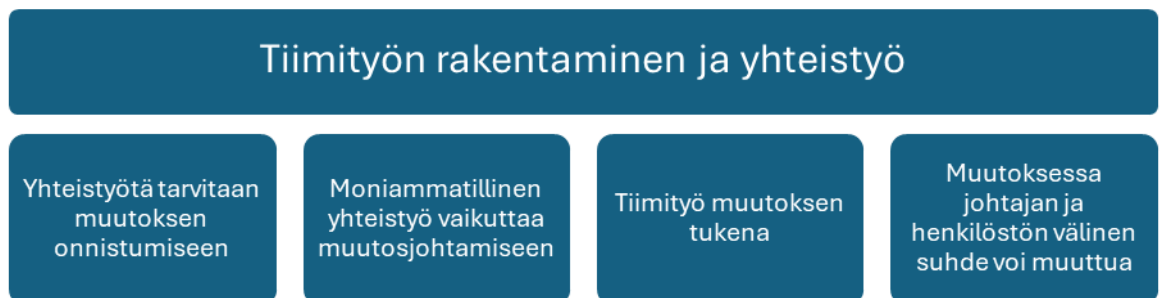 Tiimityön rakentaminen ja yhteistyö
Yhteistyötä tarvitaan
muutoksen
onnistumiseen
Moniammatillinen
yhteistyö vaikuttaa
muutosjohtamiseen
Tiimityö muutoksen
tukena
Muutoksessa
johtajan ja
henkilöstön välinen
suhde voi muuttua